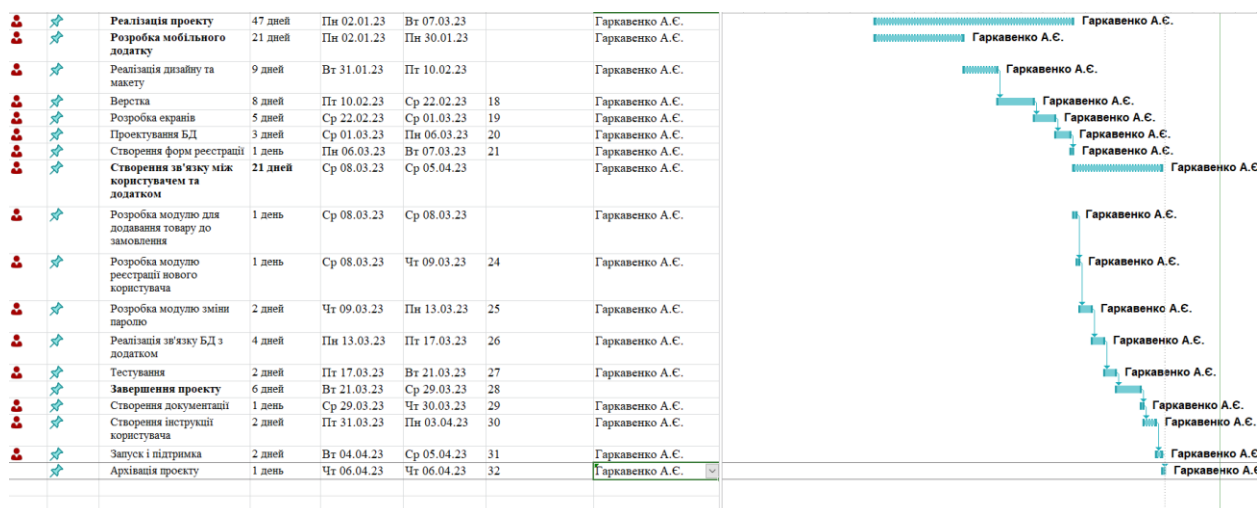 Реалізація проекту 47 дней Пн 02.01.23 Вт 07.03.23 Гаркавенко А.Є. Гаркавенко А.Є.
Розробка мобільного 21 дней Пн 02.01.23 Пн 30.01.23 Гаркавенко А.Є. Гаркавенко А.Є.
додатку
Реалізація дизайну та 9 дней Вт 31.01.23 Пт 10.02.23 Гаркавенко А.Є. Гаркавенко А.Є.
макету
Верстка 8 дней Пт 10.02.23 Ср 22.02.23 18 Гаркавенко А.Є. Гаркавенко А.Є.
Розробка екранів 5 дней Ср 22.02.23 Ср 01.03.23 19 Гаркавенко А.Є. Гаркавенко А.Є.
Проектування БД 3 дней Ср 01.03.23 Пн 06.03.23 20 Гаркавенко А.Є. Гаркавенко А.Є.
Створення форм реєстрації 1 день Пн 06.03.23 Вт 07.03.23 21 Гаркавенко А.Є. Гаркавенко А.Є.
Створення зв'язку між 21 дней Ср 08.03.23 Ср 05.04.23 Гаркавенко А.Є. Гаркавенко А.Є
користувачем та
додатком
Розробка модулю для 1 день Ср 08.03.23 Ср 08.03.23 Гаркавенко А.Є. Гаркавенко А.Є.
додавання товару до
замовлення
Розробка модулю 1 день Ср 08.03.23 Чт 09.03.23 24 Гаркавенко А.Є. Гаркавенко А.Є.
реєстрації нового
користувача
Розробка модулю зміни 2 дней Чт 09.03.23 Пн 13.03.23 25 Гаркавенко А.Є. Гаркавенко А.Є.
паролю
Реалізація зв'язку БД з 4 дней Пн 13.03.23 Пт 17.03.23 26 Гаркавенко А.Є. Гаркавенко А.Є.
додатком
Тестування 2 дней Пт 17.03.23 Вт 21.03.23 27 Гаркавенко А.Є. Гаркавенко А.Є.
Завершення проекту 6 дней Вт 21.03.23 Ср 29.03.23 28
Створення документації 1 день Ср 29.03.23 Чт 30.03.23 29 Гаркавенко А.Є. Гаркавенко А.Є.
Створення інструкції 2 дней Пт 31.03.23 Пн 03.04.23 30 Гаркавенко А.Є. Гаркавенко А.Є.
користувача
Запуск і підтримка 2 дней Вт 04.04.23 Ср 05.04.23 31 Гаркавенко А.Є. Гаркавенко А.Є
Архівація проєкту 1 день Чт 06.04.23 Чт 06.04.23 32 Гаркавенко А.Є. Гаркавенко А.Є